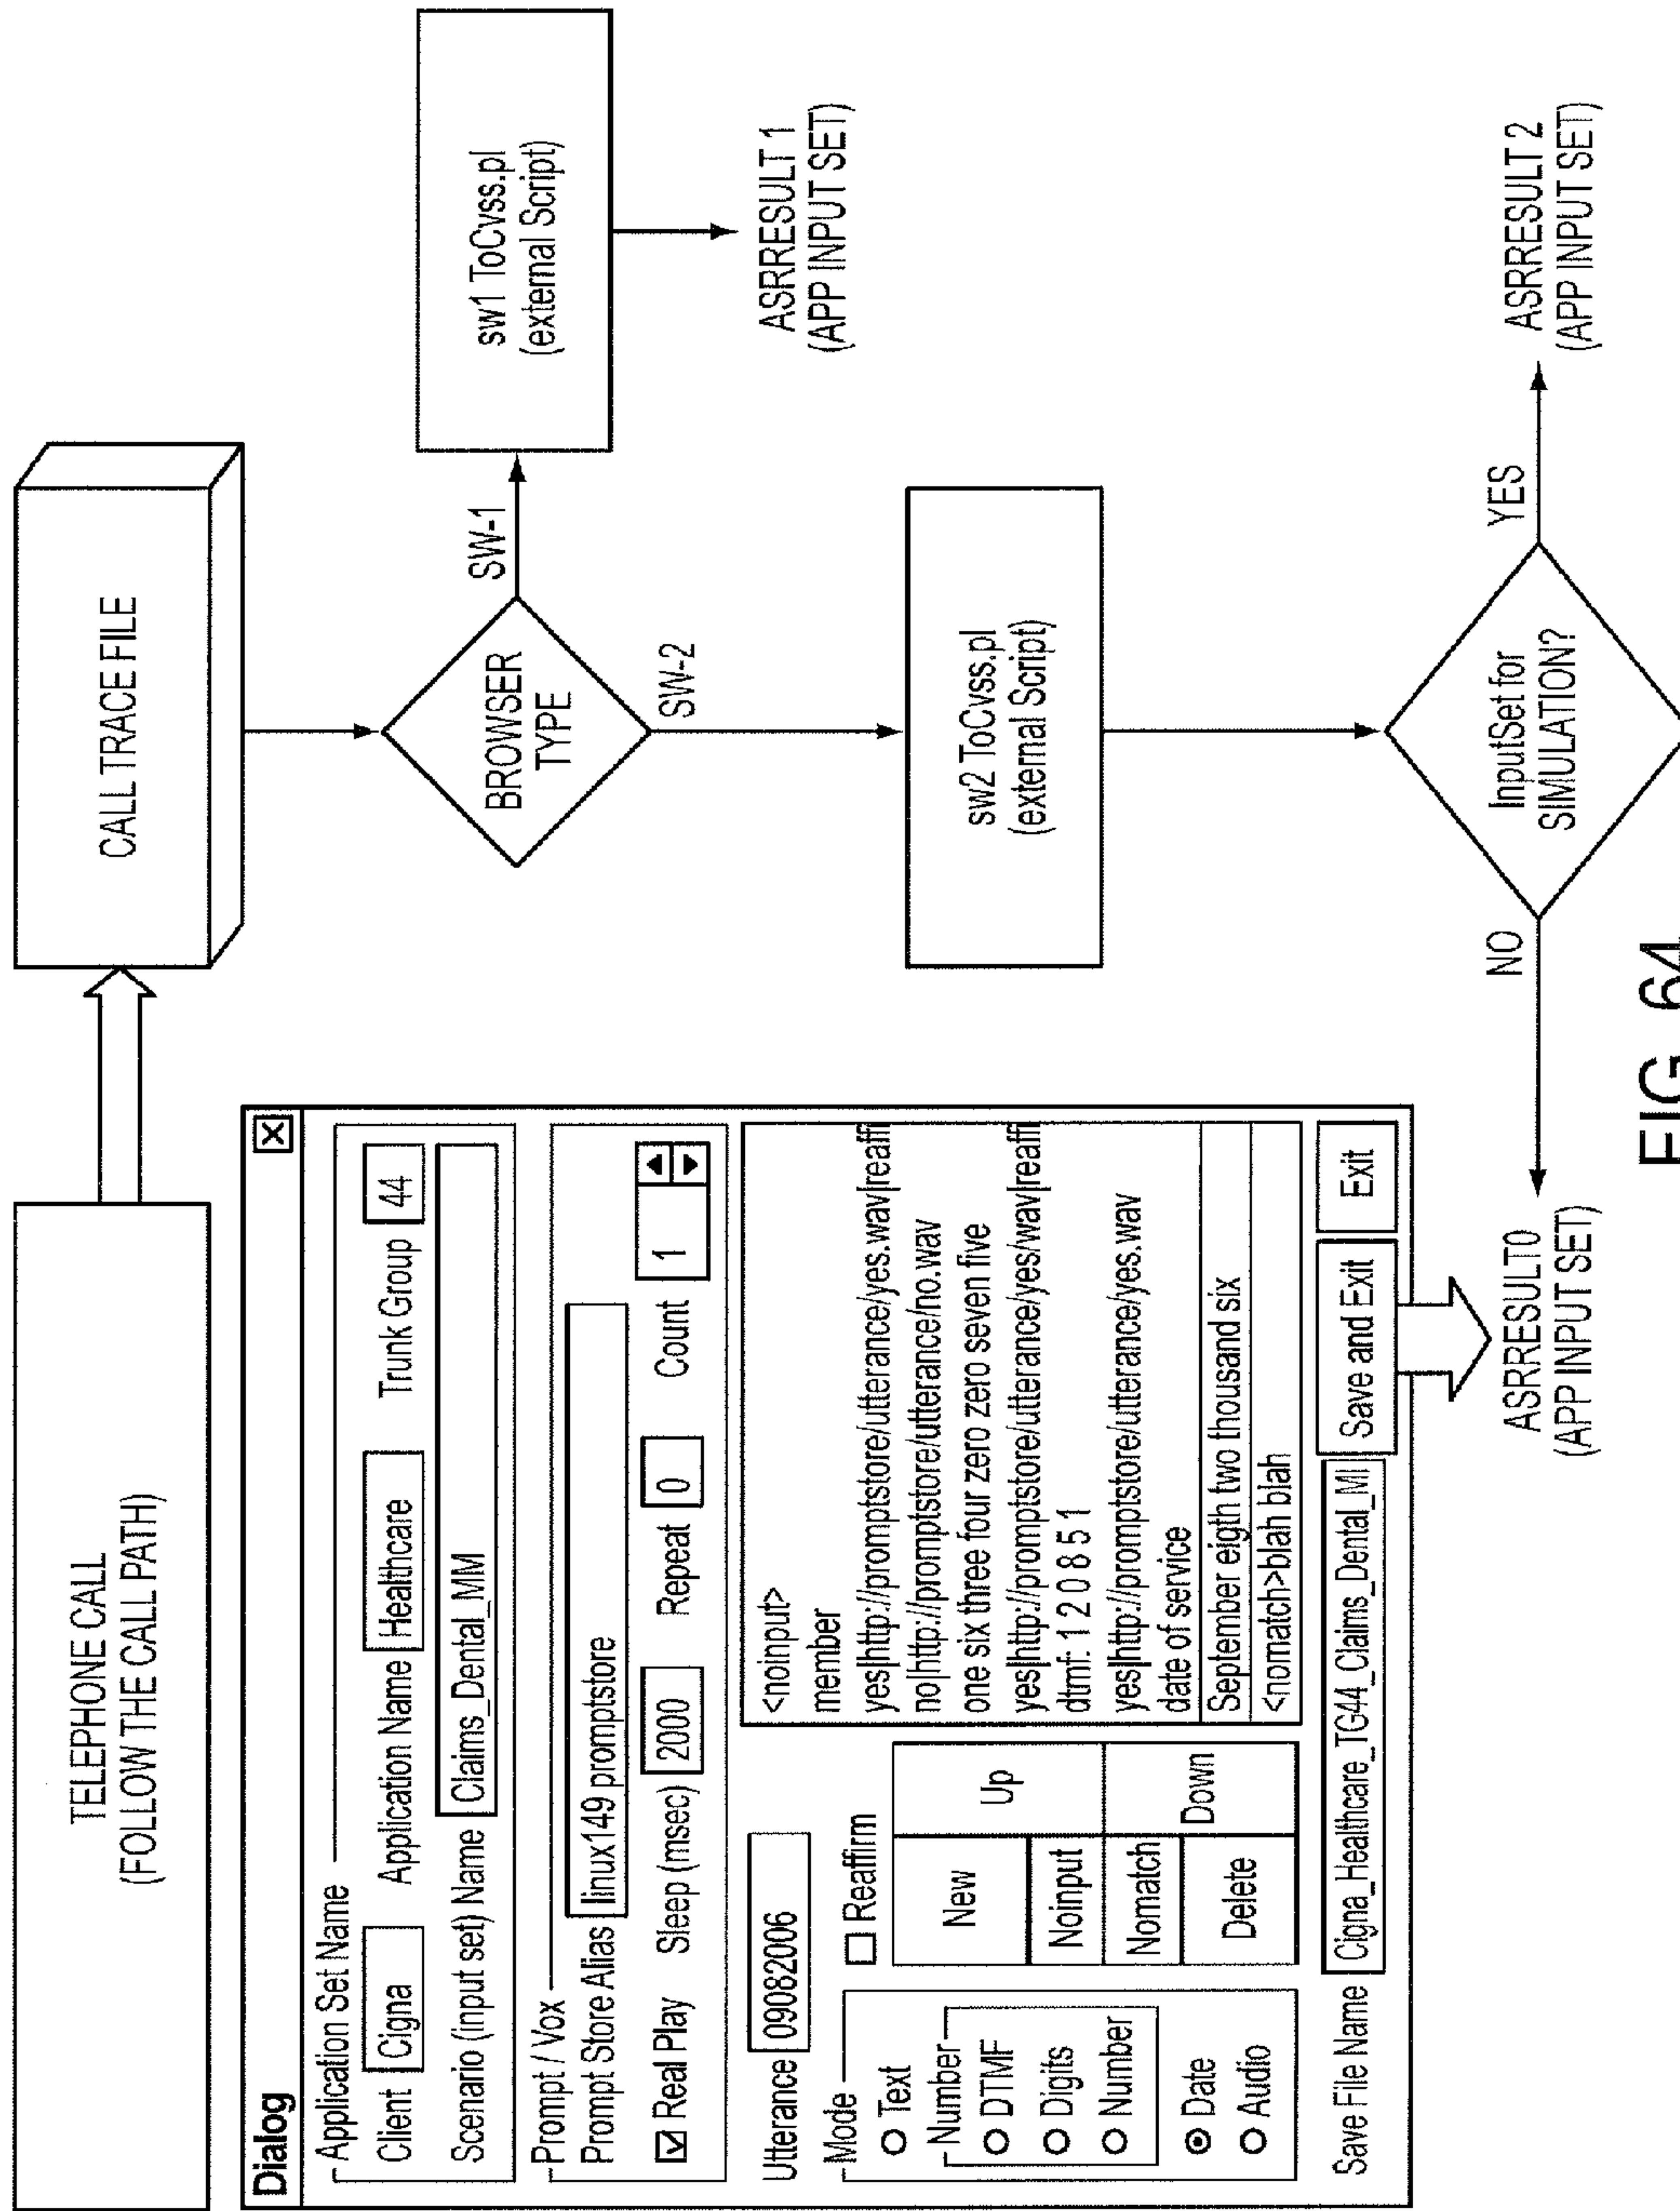 TELEPHONE CALL
(FOLLOW THE CALL PATH)
CALL TRACE FILE
BROWSER
TYPE
SW-1
sw1 ToCvss.pl
(external Script)
ASRRESULT 1
(APP INPUT SET)
SW-2
sw2 ToCvss.pl
(external Script)
InputSet for
SIMULATION?
YES
ASRRESULT 2
(APP INPUT SET)
NO
ASRRESULT0
(APP INPUT SET)
Dialog
X
Application Set Name
Client Cigna Application Name Healthcare Trunk Group 44
Scenario (input set) Name Claims_Dental_MM
Prompt / Vox
Prompt Store Alias linux149 promptstore
Real Play Sleep (msec) 2000 Repeat 0 Count 1
Utterance 09082006
Reaffirm
Mode
Text
Number
DTMF
Digits
Number
Date
Audio
New
Up
Noinput
Nomatch
Down
Delete
<noinput>
member
yes|http://promptstore/utterance/yes.wav|reaffi
no|http://promptstore/utterance/no.wav
one six three four zero zero seven five
yes|http://promptstore/utterance/yes/wav|reaffi
dtmf: 1 2 0 8 5 1
yes|http://promptstore/utterance/yes.wav
date of service
September eigth two thousand six
<nomatch>blah blah
Save File Name Cigna_Healthcare_TG44_Claims_Dental_MI
Save and Exit
Exit
FIG. 64